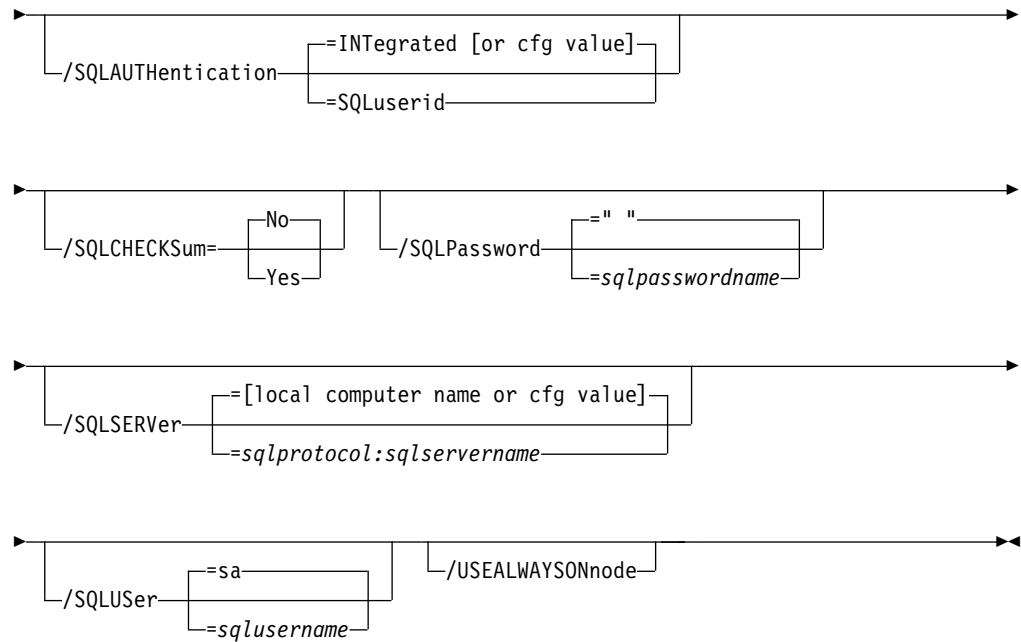 =INTegrated [or cfg value]
/SQLAUTHentication
=SQLuserid
No
=" "
/SQLCHECKSum=
/SQLPassword
Yes
=sqlpasswordname
=[local computer name or cfg value]
/SQLSERVer
=sqlprotocol:sqlservername
=sa
/USEALWAYSONnode
/SQLUSer
=sqlusername